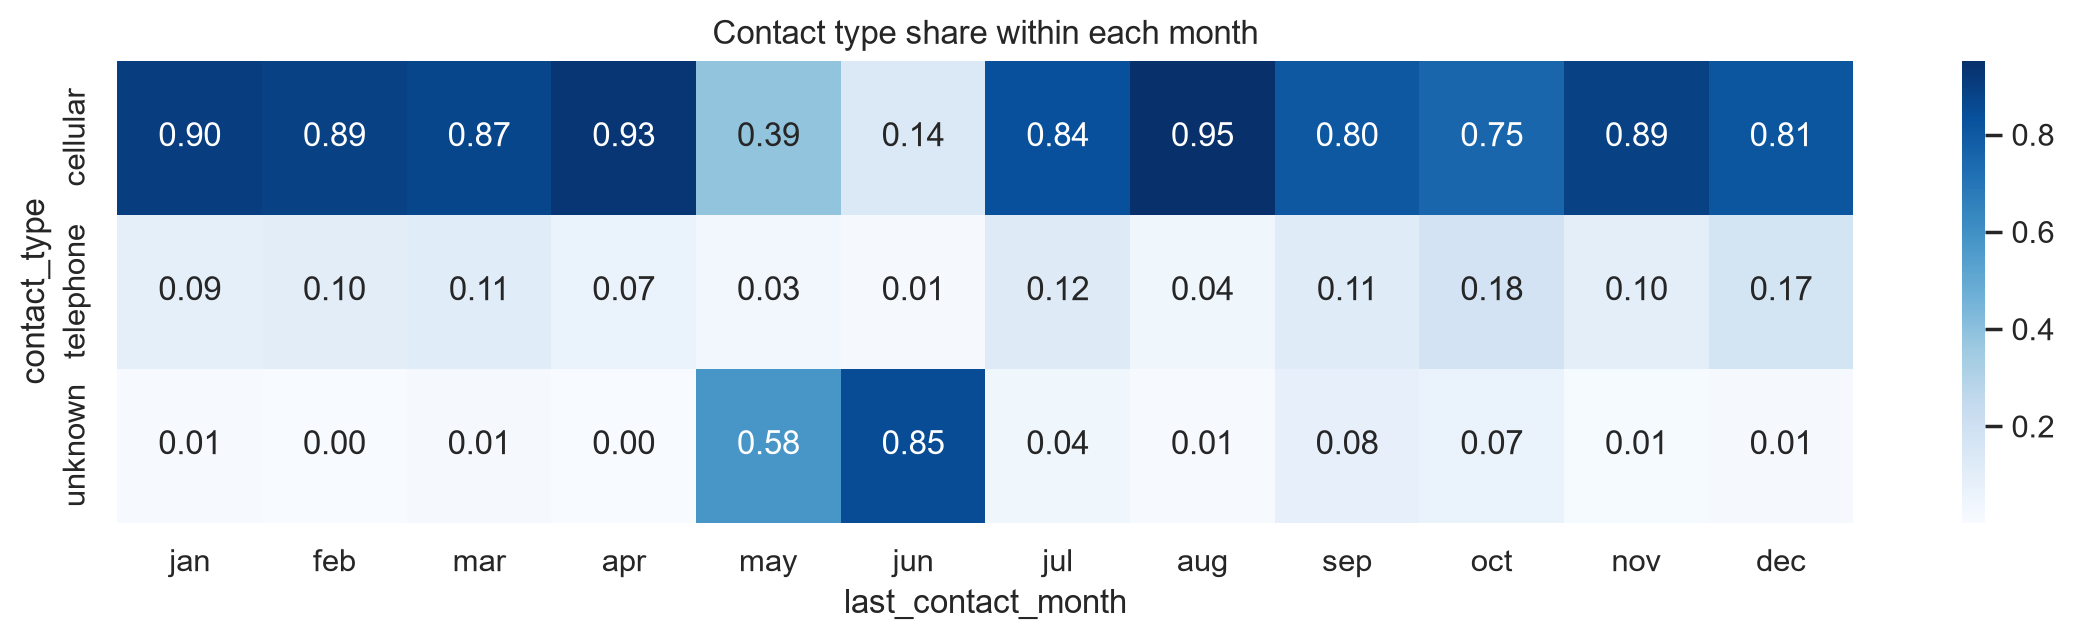 Contact type share within each month
contact_type
cellular
0.90 0.89 0.87 0.93 0.39 0.14 0.84 0.95 0.80 0.75 0.89 0.81
telephone
0.09 0.10 0.11 0.07 0.03 0.01 0.12 0.04 0.11 0.18 0.10 0.17
unknown
0.01 0.00 0.01 0.00 0.58 0.85 0.04 0.01 0.08 0.07 0.01 0.01
jan feb mar apr may jun jul aug sep oct nov dec
last_contact_month
0.8
0.6
0.4
0.2